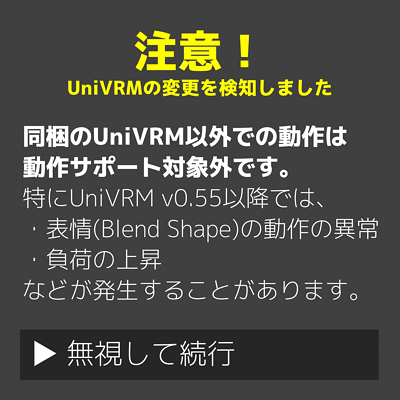 注意！
UniVRMの変更を検知しました
同梱のUniVRM以外での動作は
動作サポート対象外です。
特にUniVRM v0.55以降では、
・表情(Blend Shape)の動作の異常
・負荷の上昇
などが発生することがあります。
▶ 無視して続行